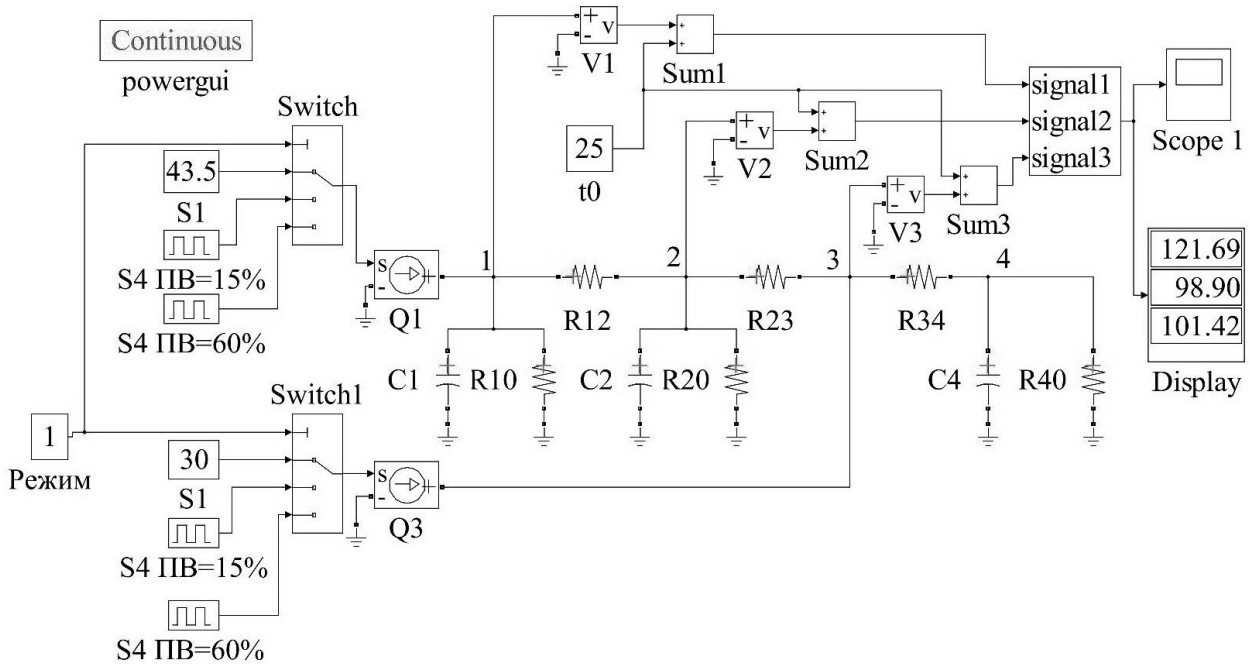 Continuous
powergui
Switch
43.5
S1
S4 ПВ=15%
S4 ПВ=60%
s
-
+
Q1
+
-
v
V1
+
+
Sum1
25
t0
+
-
v
V2
+
+
Sum2
+
-
v
V3
+
+
Sum3
signal1
signal2
signal3
Scope 1
121.69
98.90
101.42
Display
1
2
3
4
R12
R23
R34
C1
R10
C2
R20
C4
R40
1
Режим
Switch1
30
S1
S4 ПВ=15%
S4 ПВ=60%
s
-
+
Q3